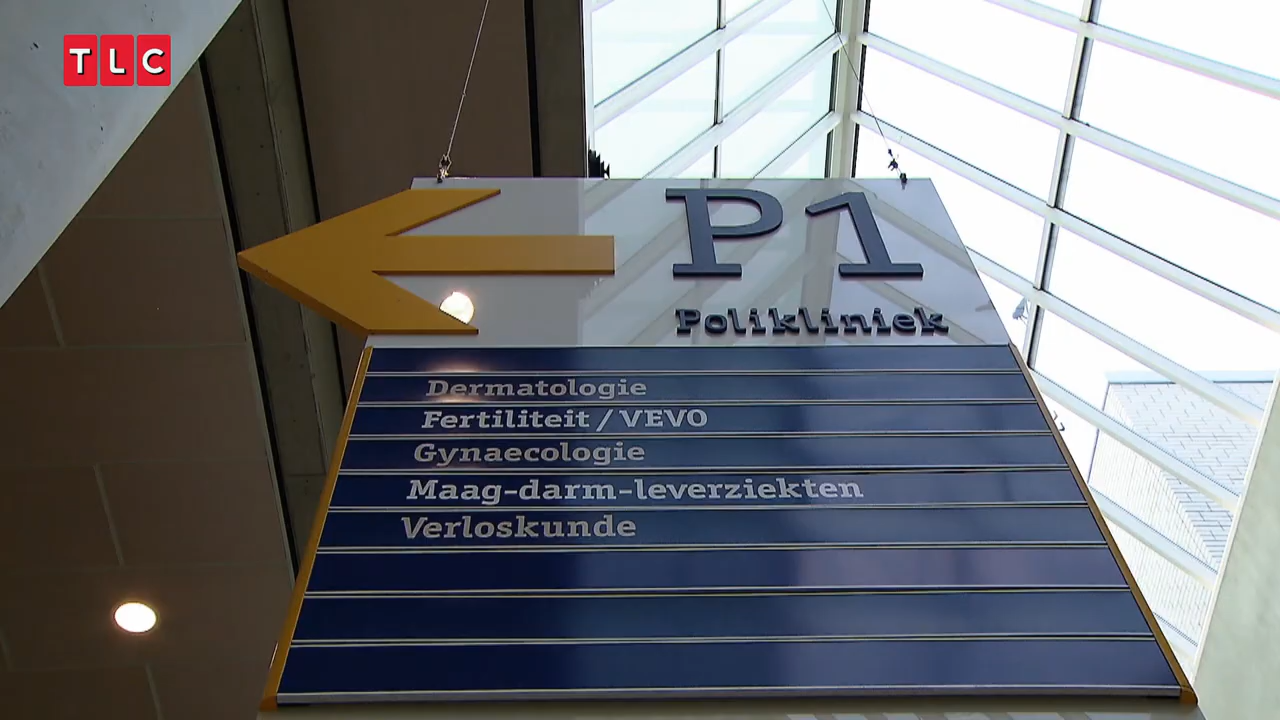 TLC
P1
Polikliniek
Dermatologie
Fertiliteit / VEVO
Gynaecologie
Maag-darm-leverziekten
Verloskunde